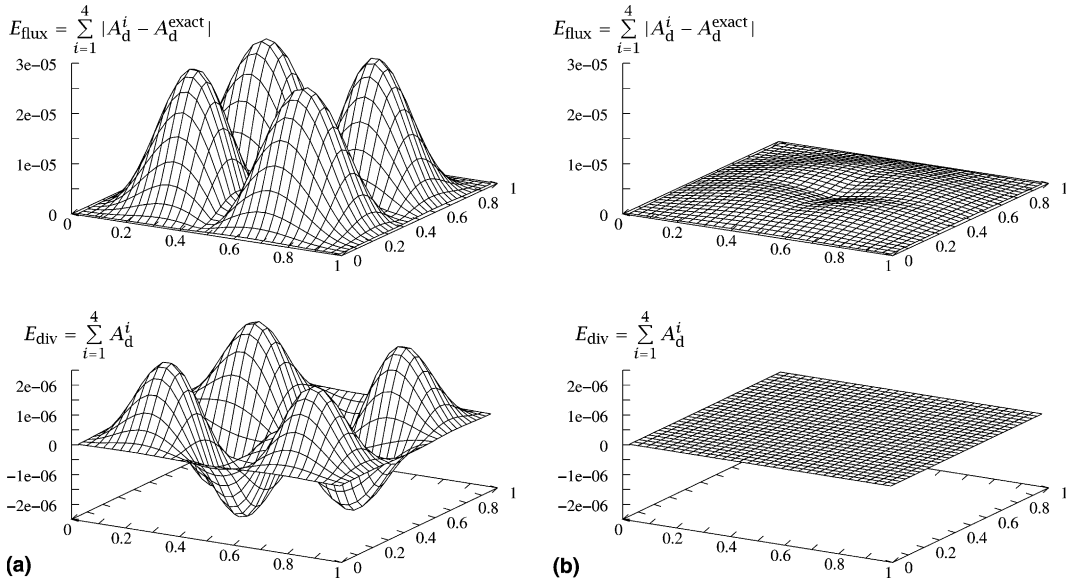 E_flux = ∑_{i=1}^{4} |A_d^i − A_d^exact|
3e−05
2e−05
1e−05
0
0 0.2 0.4 0.6 0.8 1
0 0.2 0.4 0.6 0.8 1
E_flux = ∑_{i=1}^{4} |A_d^i − A_d^exact|
3e−05
2e−05
1e−05
0
0 0.2 0.4 0.6 0.8 1
0 0.2 0.4 0.6 0.8 1
E_div = ∑_{i=1}^{4} A_d^i
2e−06
1e−06
0
−1e−06
−2e−06
0 0.2 0.4 0.6 0.8 1
0 0.2 0.4 0.6 0.8 1
(a)
E_div = ∑_{i=1}^{4} A_d^i
2e−06
1e−06
0
−1e−06
−2e−06
0 0.2 0.4 0.6 0.8 1
0 0.2 0.4 0.6 0.8 1
(b)